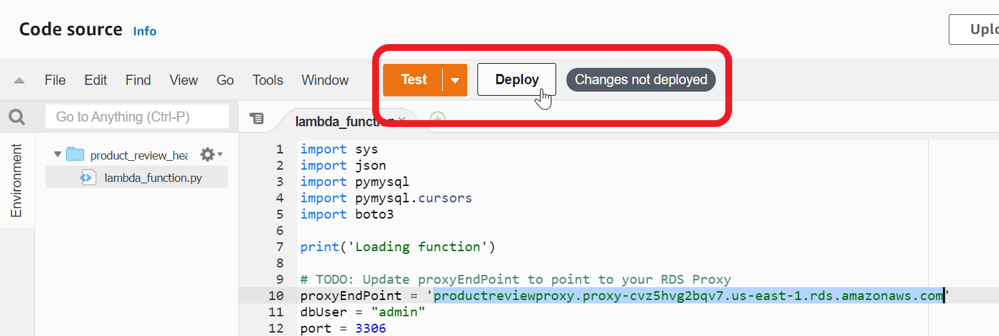 Code source Info
File Edit Find View Go Tools Window Test Deploy Changes not deployed
Go to Anything (Ctrl-P)
Environment
product_review_hea
lambda_function.py
lambda_function
1 import sys
2 import json
3 import pymysql
4 import pymysql.cursors
5 import boto3
6
7 print('Loading function')
8
9 # TODO: Update proxyEndPoint to point to your RDS Proxy
10 proxyEndPoint = 'productreviewproxy.proxy-cvz5hvg2bqv7.us-east-1.rds.amazonaws.com'
11 dbUser = "admin"
12 port = 3306